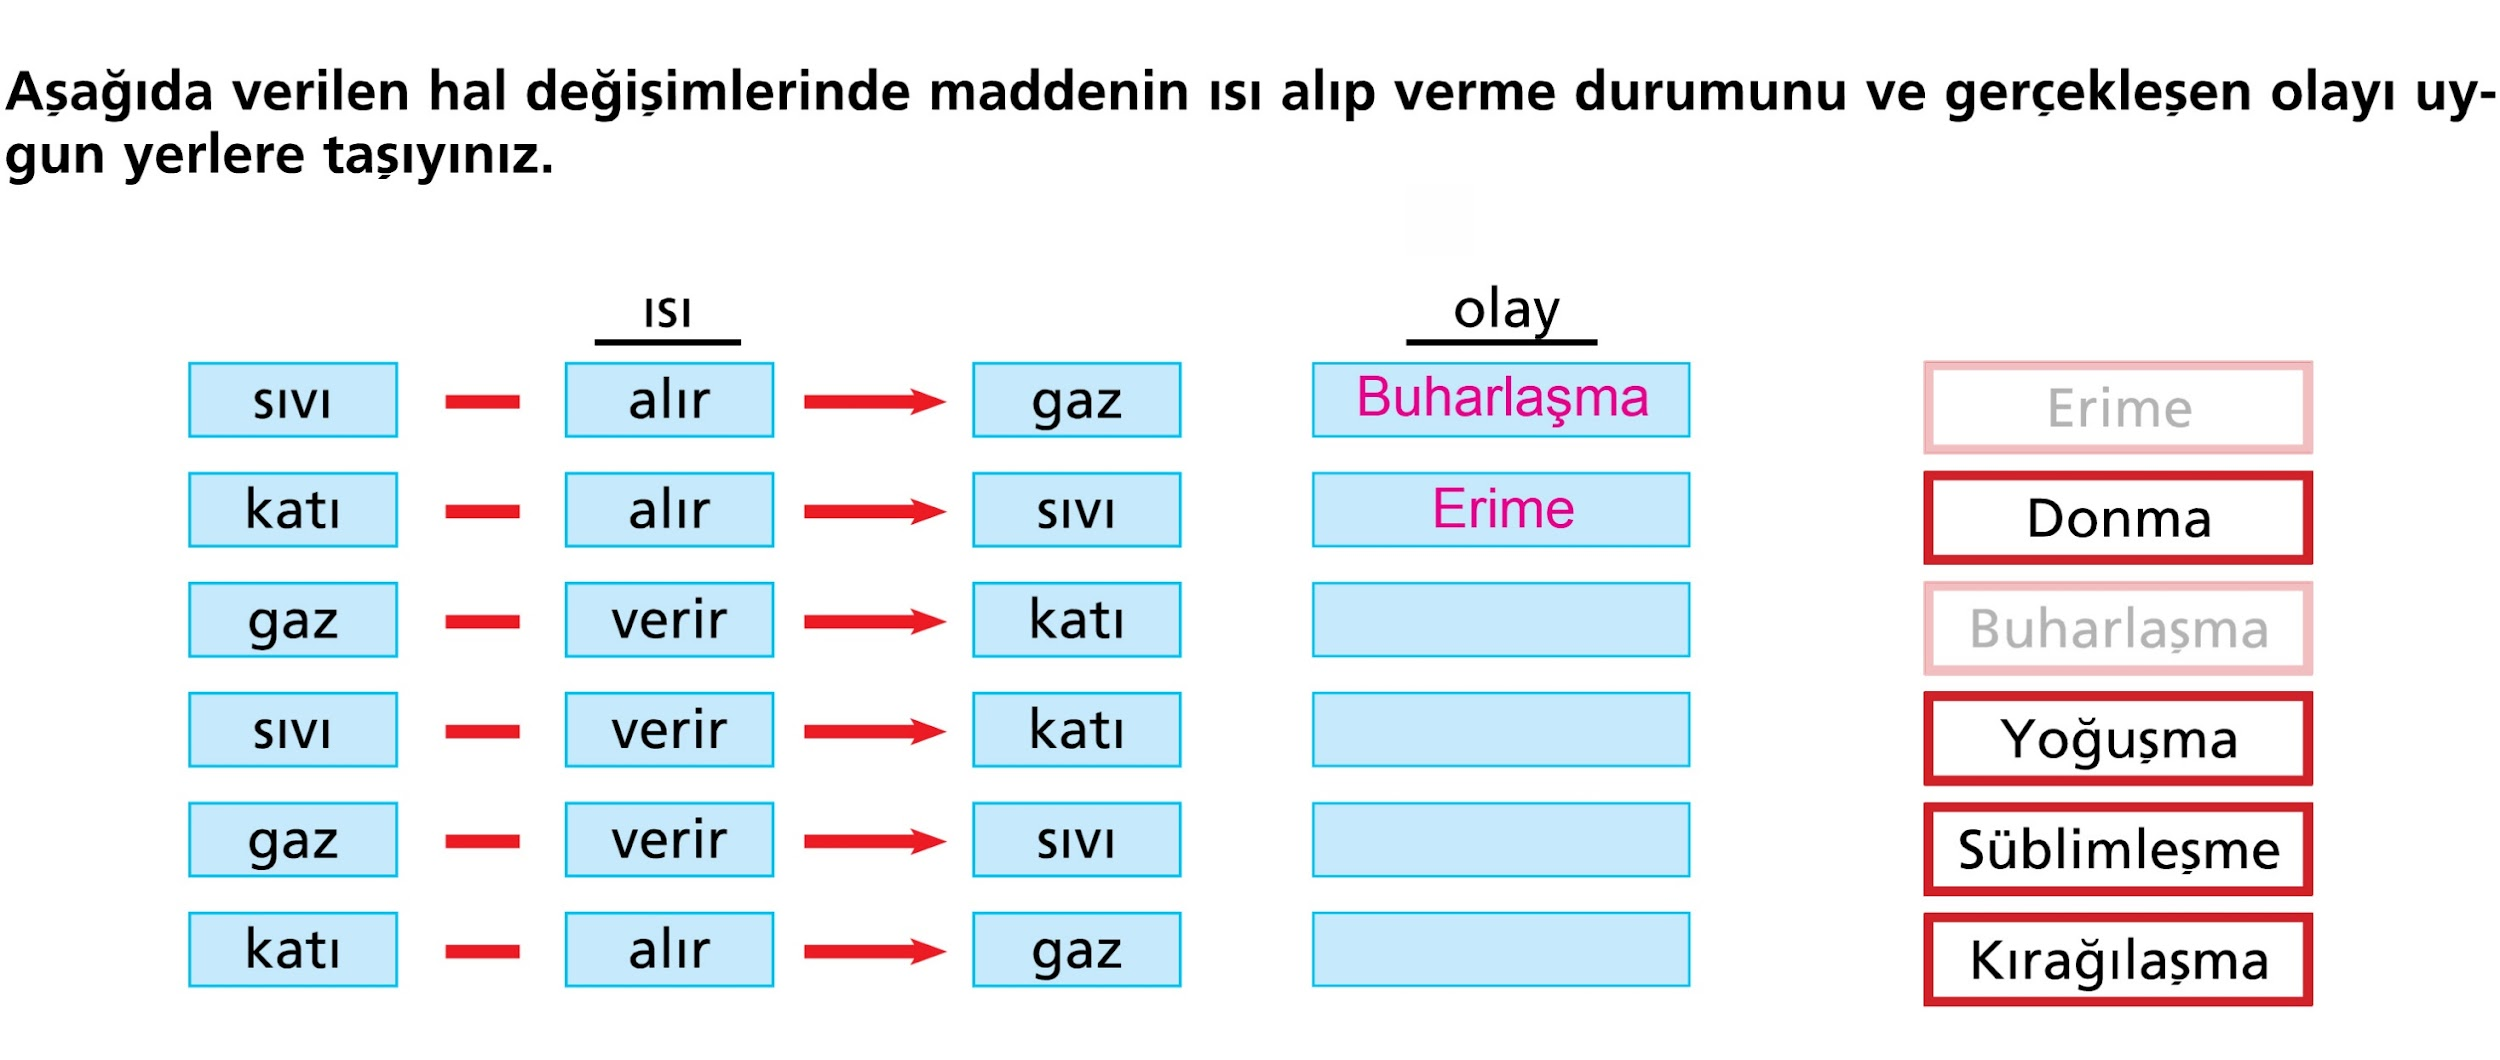 Aşağıda verilen hal değişimlerinde maddenin ısı alıp verme durumunu ve gerçekleşen olayı uy-
gun yerlere taşıyınız.
ısı olay
sıvı alır gaz Buharlaşma Erime
katı alır sıvı Erime Donma
gaz verir katı Buharlaşma
sıvı verir katı Yoğuşma
gaz verir sıvı Süblimleşme
katı alır gaz Kırağılaşma